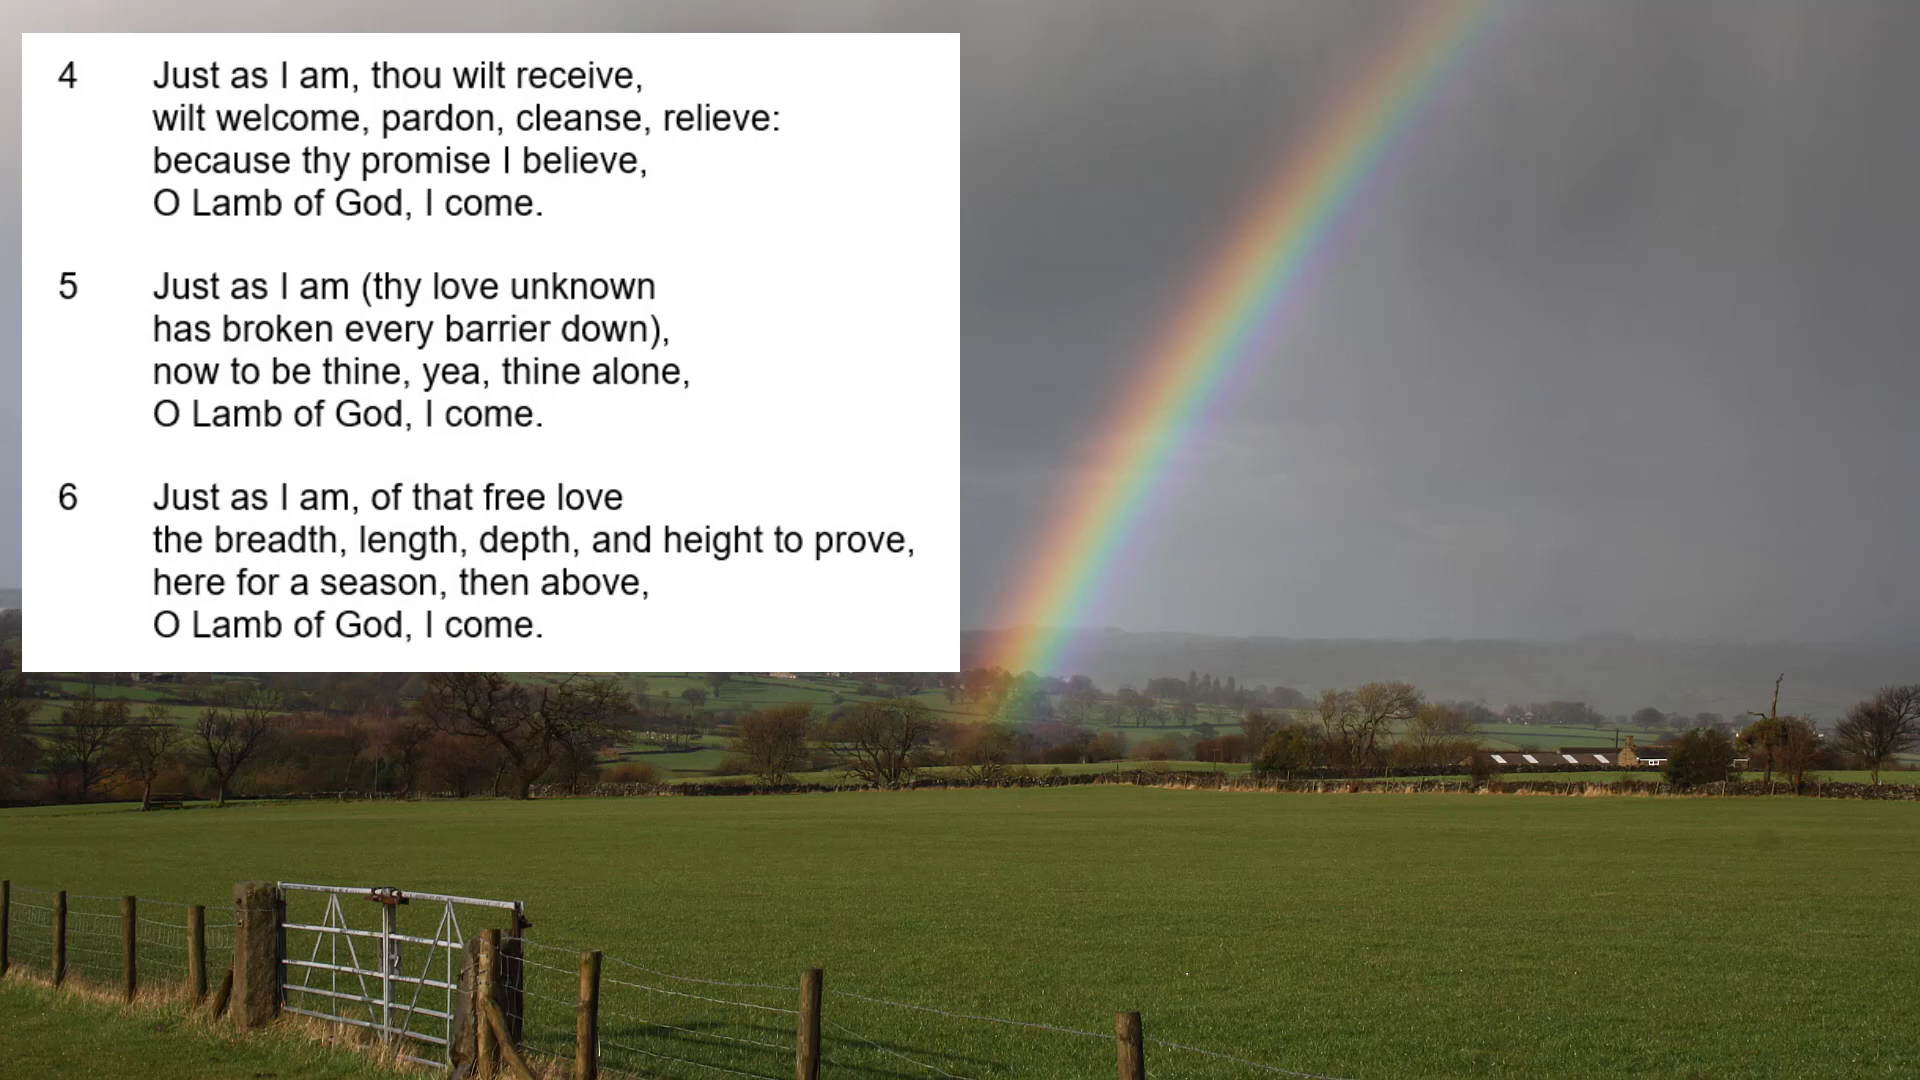 4 Just as I am, thou wilt receive,
wilt welcome, pardon, cleanse, relieve:
because thy promise I believe,
O Lamb of God, I come.
5 Just as I am (thy love unknown
has broken every barrier down),
now to be thine, yea, thine alone,
O Lamb of God, I come.
6 Just as I am, of that free love
the breadth, length, depth, and height to prove,
here for a season, then above,
O Lamb of God, I come.